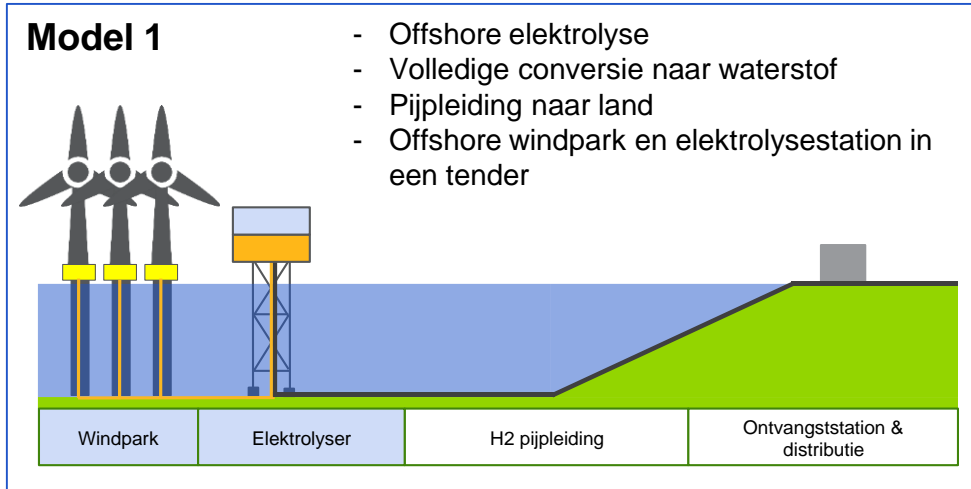 Model 1
- Offshore elektrolyse
- Volledige conversie naar waterstof
- Pijpleiding naar land
- Offshore windpark en elektrolysestation in
een tender
Windpark
Elektrolyser
H2 pijpleiding
Ontvangststation &
distributie